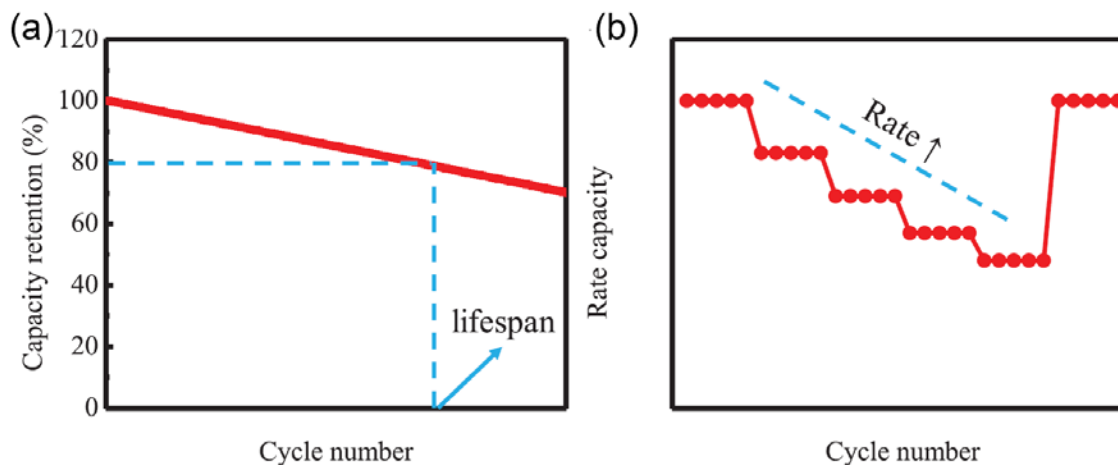 (a)
120
100
80
60
40
20
0
Capacity retention (%)
lifespan
Cycle number
(b)
Rate ↑
Rate capacity
Cycle number